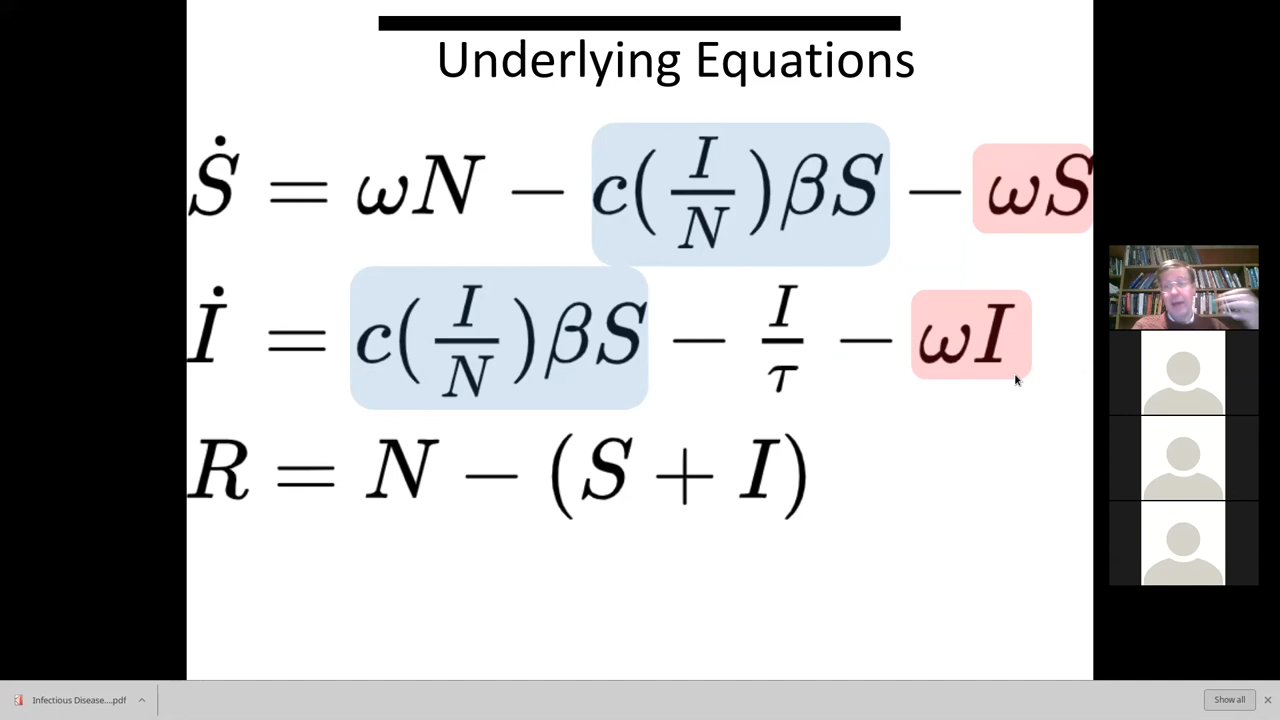 Underlying Equations
Ṡ = ωN − c(I/N)βS − ωS
İ = c(I/N)βS − I/τ − ωI
R = N − (S + I)
Infectious Disease....pdf
Show all